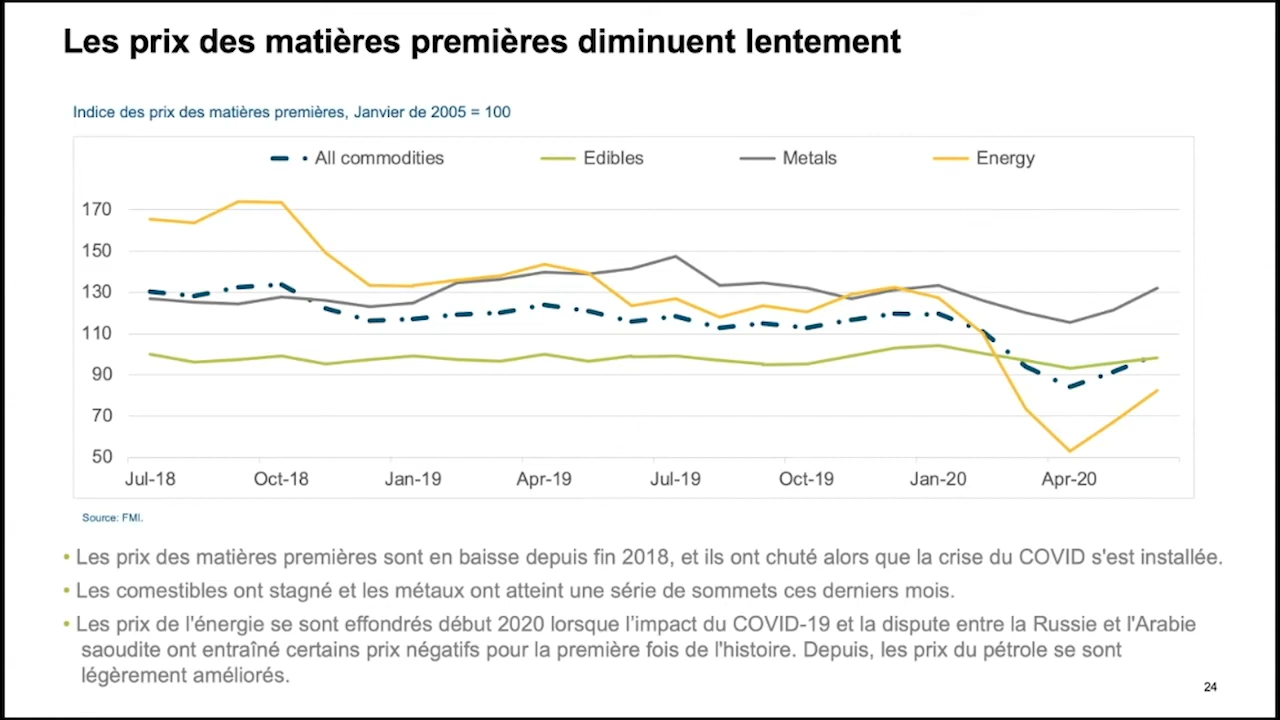 Les prix des matières premières diminuent lentement
Indice des prix des matières premières, Janvier de 2005 = 100
All commodities Edibles Metals Energy
170
150
130
110
90
70
50
Jul-18 Oct-18 Jan-19 Apr-19 Jul-19 Oct-19 Jan-20 Apr-20
Source: FMI.
• Les prix des matières premières sont en baisse depuis fin 2018, et ils ont chuté alors que la crise du COVID s'est installée.
• Les comestibles ont stagné et les métaux ont atteint une série de sommets ces derniers mois.
• Les prix de l'énergie se sont effondrés début 2020 lorsque l’impact du COVID-19 et la dispute entre la Russie et l'Arabie
saoudite ont entraîné certains prix négatifs pour la première fois de l'histoire. Depuis, les prix du pétrole se sont
légèrement améliorés.
24